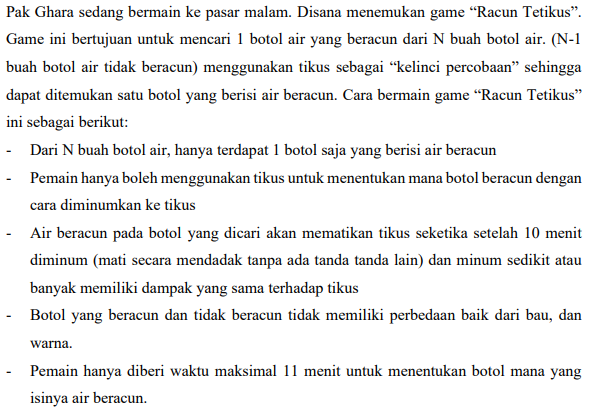 Pak Ghara sedang bermain ke pasar malam. Disana menemukan game “Racun Tetikus”.
Game ini bertujuan untuk mencari 1 botol air yang beracun dari N buah botol air. (N-1
buah botol air tidak beracun) menggunakan tikus sebagai “kelinci percobaan” sehingga
dapat ditemukan satu botol yang berisi air beracun. Cara bermain game “Racun Tetikus”
ini sebagai berikut:
- Dari N buah botol air, hanya terdapat 1 botol saja yang berisi air beracun
- Pemain hanya boleh menggunakan tikus untuk menentukan mana botol beracun dengan
cara diminumkan ke tikus
- Air beracun pada botol yang dicari akan mematikan tikus seketika setelah 10 menit
diminum (mati secara mendadak tanpa ada tanda tanda lain) dan minum sedikit atau
banyak memiliki dampak yang sama terhadap tikus
- Botol yang beracun dan tidak beracun tidak memiliki perbedaan baik dari bau, dan
warna.
- Pemain hanya diberi waktu maksimal 11 menit untuk menentukan botol mana yang
isinya air beracun.